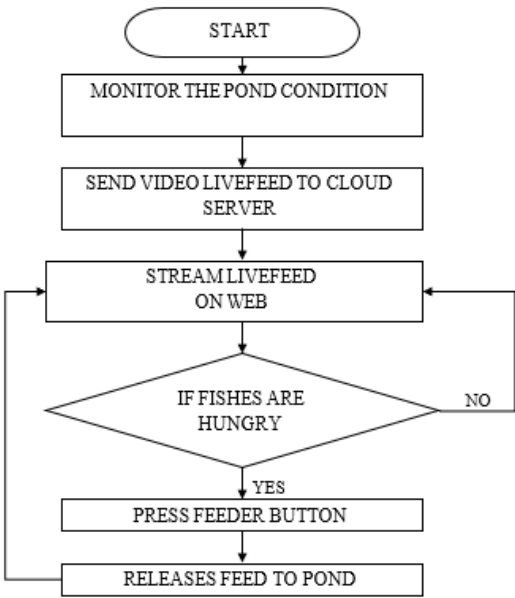 START
MONITOR THE POND CONDITION
SEND VIDEO LIVEFEED TO CLOUD
SERVER
STREAM LIVEFEED
ON WEB
IF FISHES ARE
HUNGRY
NO
YES
PRESS FEEDER BUTTON
RELEASES FEED TO POND